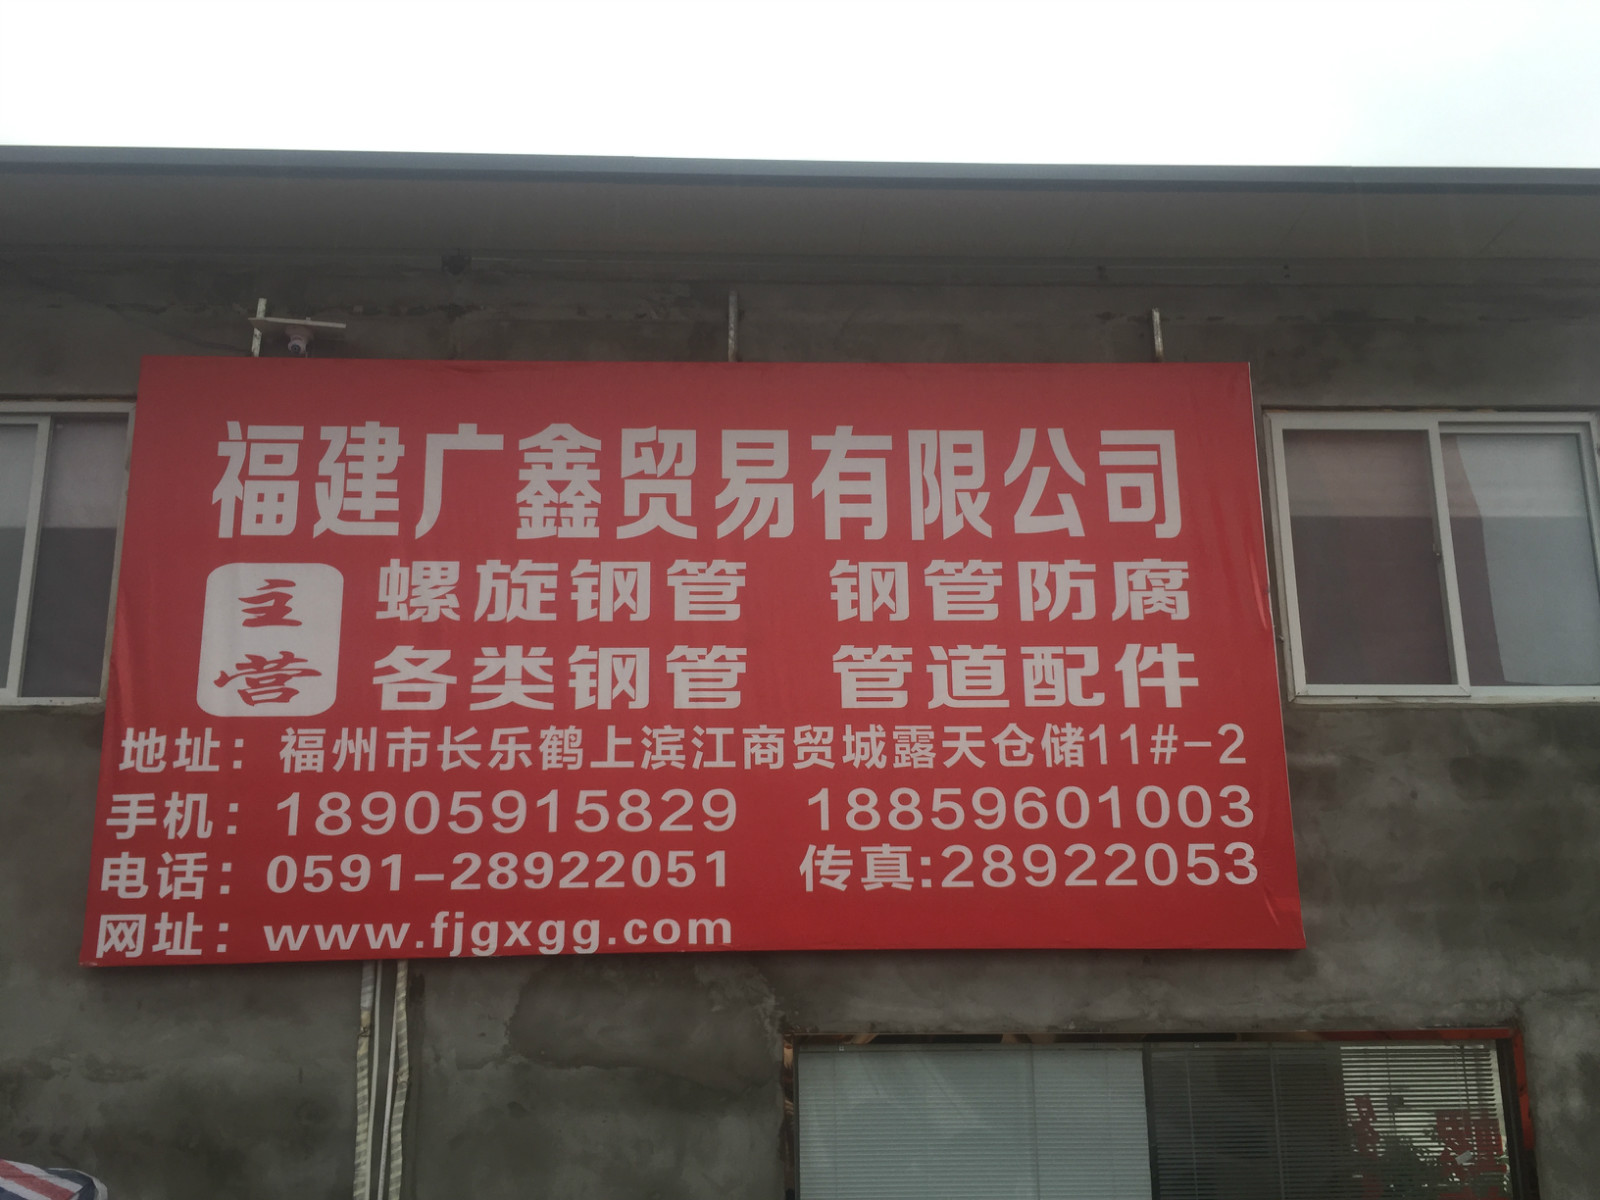 福建广鑫贸易有限公司
主营
螺旋钢管 钢管防腐
各类钢管 管道配件
地址：福州市长乐鹤上滨江商贸城露天仓储11#-2
手机：18905915829 18859601003
电话：0591-28922051 传真:28922053
网址：www.fjgxgg.com